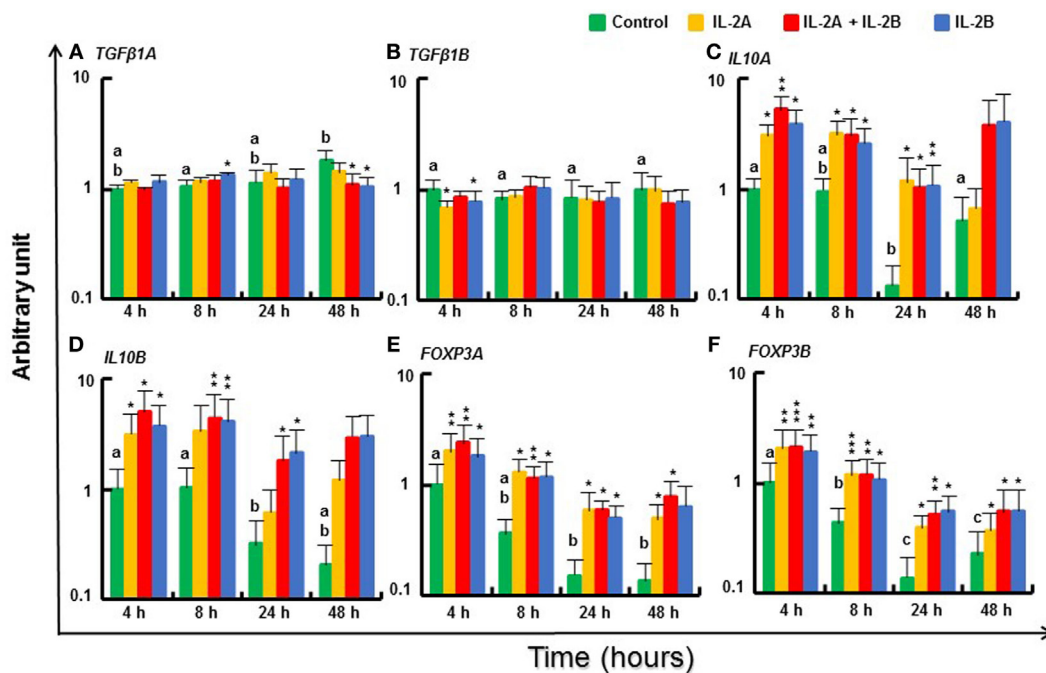 Control IL-2A IL-2A + IL-2B IL-2B
A TGFβ1A
B TGFβ1B
C IL10A
10 10 10
a b a a b b * * *
a * * a a a
a * ** * a b * * * b * * ** a
1 1 1
0.1 0.1 0.1
4 h 8 h 24 h 48 h 4 h 8 h 24 h 48 h 4 h 8 h 24 h 48 h
D IL10B
E FOXP3A
F FOXP3B
10 10 10
a * * * a ** ** b * * a b
a ** ** * a b * ** * b * * * b * *
a ** *** ** b *** ** * c * ** * c * * *
1 1 1
0.1 0.1 0.1
4 h 8 h 24 h 48 h 4 h 8 h 24 h 48 h 4 h 8 h 24 h 48 h
Arbitrary unit
Time (hours)